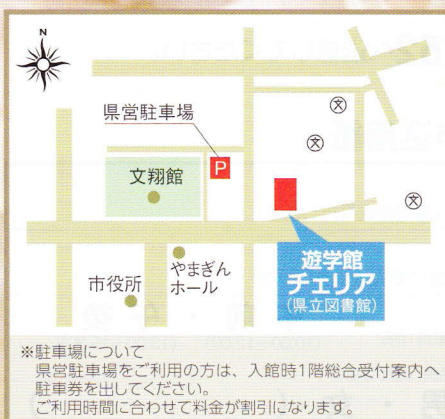 N
県営駐車場
P
文翔館
文
文
文
市役所
やまぎん
ホール
遊学館
チェリア
(県立図書館)
※駐車場について
県営駐車場をご利用の方は、入館時1階総合受付案内へ
駐車券を出してください。
ご利用時間に合わせて料金が割引になります。